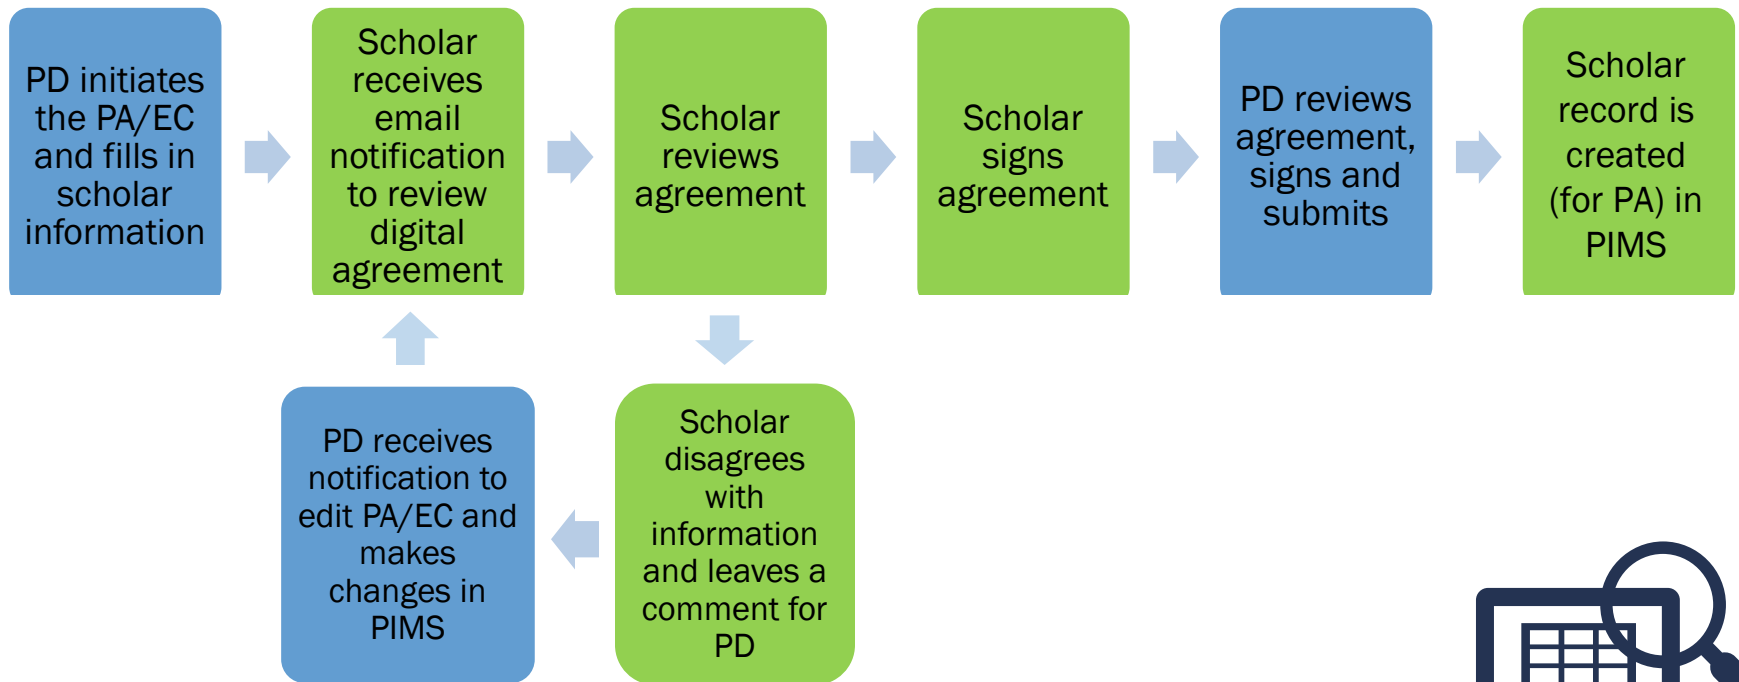 PD initiates
the PA/EC
and fills in
scholar
information
Scholar
receives
email
notification
to review
digital
agreement
Scholar
reviews
agreement
Scholar
signs
agreement
PD reviews
agreement,
signs and
submits
Scholar
record is
created
(for PA) in
PIMS
PD receives
notification to
edit PA/EC and
makes
changes in
PIMS
Scholar
disagrees
with
information
and leaves a
comment for
PD